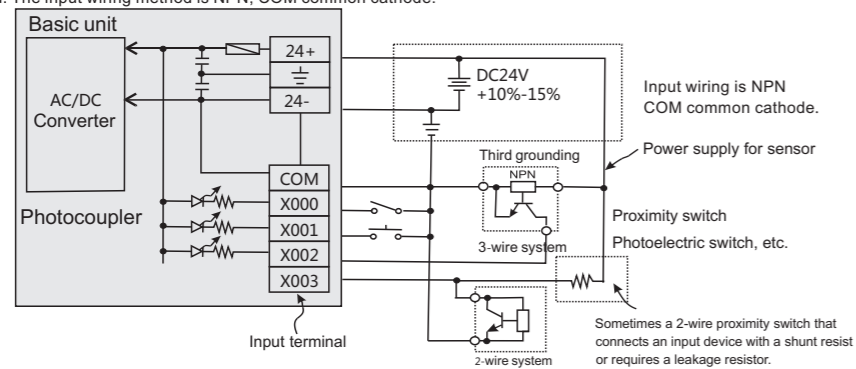 . The input wiring method is NPN, COM common cathode.
Basic unit
24+
24-
AC/DC
Converter
COM
X000
X001
X002
X003
Photocoupler
Input terminal
DC24V
+10%-15%
Input wiring is NPN
COM common cathode.
Power supply for sensor
Third grounding
NPN
3-wire system
Proximity switch
Photoelectric switch, etc.
2-wire system
Sometimes a 2-wire proximity switch that
connects an input device with a shunt resist
or requires a leakage resistor.